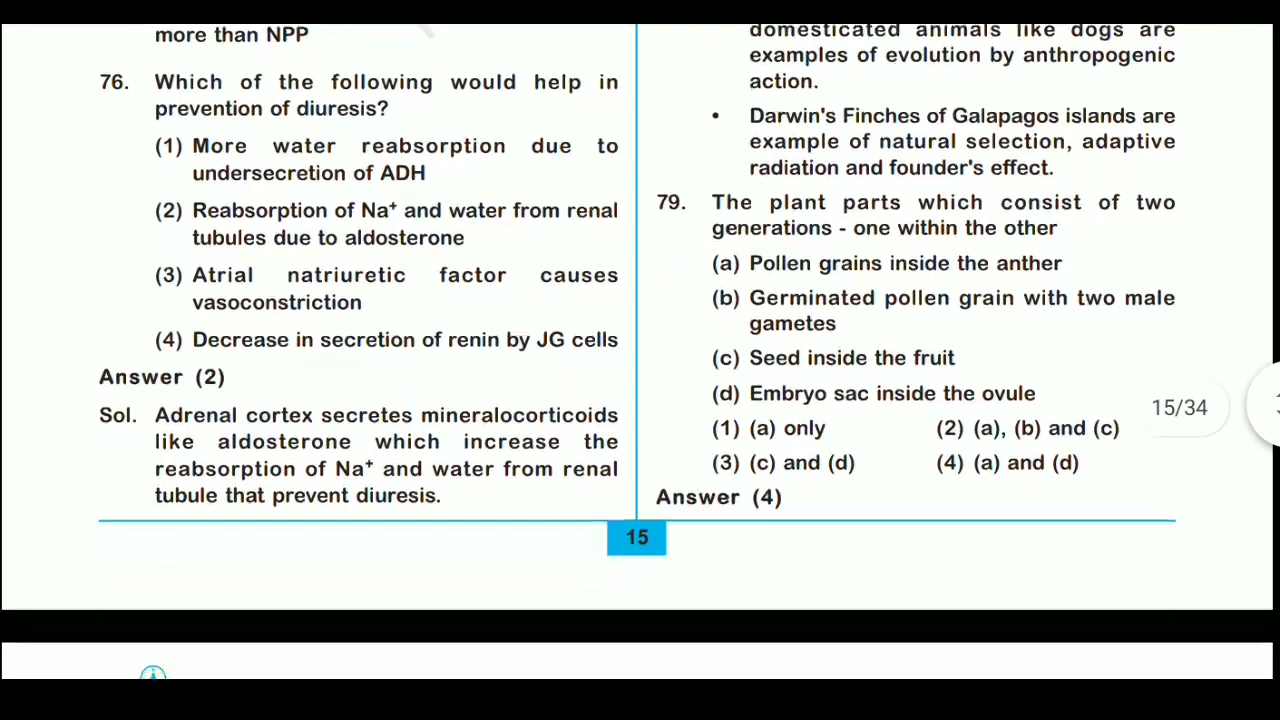 more than NPP
76. Which of the following would help in
prevention of diuresis?
(1) More water reabsorption due to
undersecretion of ADH
(2) Reabsorption of Na⁺ and water from renal
tubules due to aldosterone
(3) Atrial natriuretic factor causes
vasoconstriction
(4) Decrease in secretion of renin by JG cells
Answer (2)
Sol. Adrenal cortex secretes mineralocorticoids
like aldosterone which increase the
reabsorption of Na⁺ and water from renal
tubule that prevent diuresis.
domesticated animals like dogs are
examples of evolution by anthropogenic
action.
• Darwin's Finches of Galapagos islands are
example of natural selection, adaptive
radiation and founder's effect.
79. The plant parts which consist of two
generations - one within the other
(a) Pollen grains inside the anther
(b) Germinated pollen grain with two male
gametes
(c) Seed inside the fruit
(d) Embryo sac inside the ovule
(1) (a) only (2) (a), (b) and (c)
(3) (c) and (d) (4) (a) and (d)
Answer (4)
15/34
15